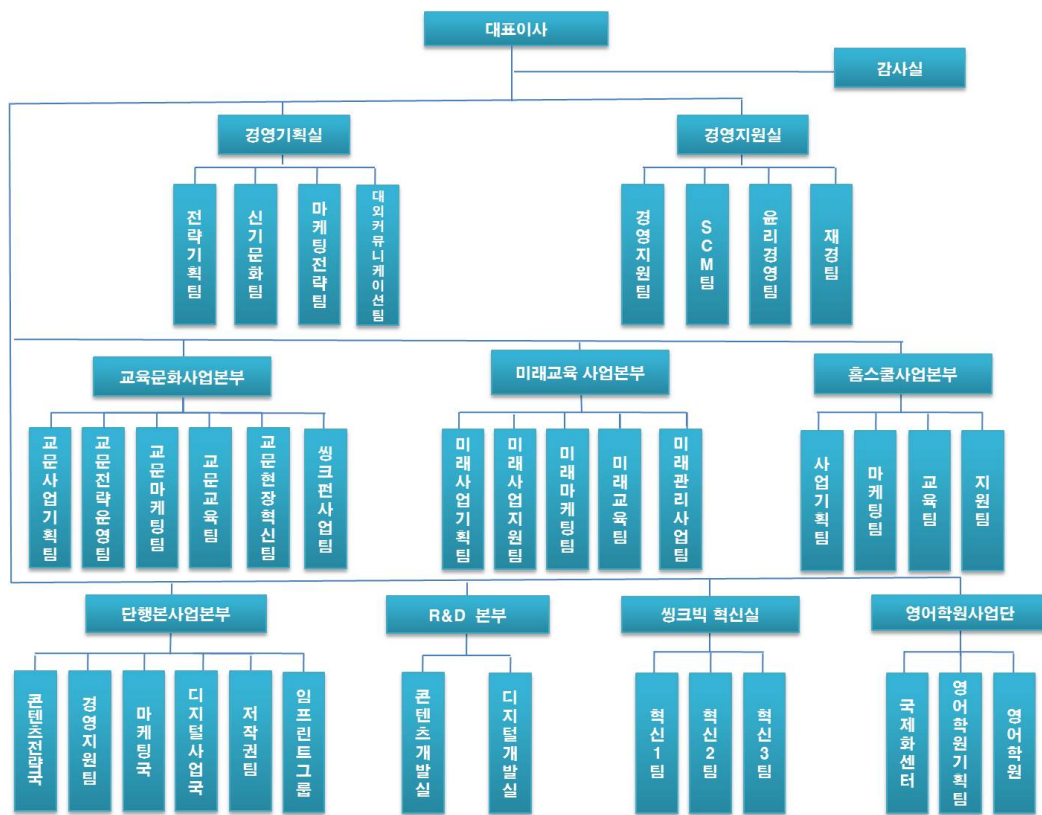 대표이사
감사실
경영기획실
경영지원실
전략기획팀
신기문화팀
마케팅전략팀
대외커뮤니케이션팀
경영지원팀
SCM팀
윤리경영팀
재경팀
교육문화사업본부
미래교육 사업본부
홈스쿨사업본부
교문사업기획팀
교문전략운영팀
교문마케팅팀
교문교육팀
교문현장혁신팀
씽크펀사업팀
미래사업기획팀
미래사업지원팀
미래마케팅팀
미래교육팀
미래관리사업팀
사업기획팀
마케팅팀
교육팀
지원팀
단행본사업본부
R&D 본부
씽크빅 혁신실
영어학원사업단
콘텐츠전략국
경영지원팀
마케팅국
디지털사업국
저작권팀
임프린트그룹
콘텐츠개발실
디지털개발실
혁신1팀
혁신2팀
혁신3팀
국제화센터
영어학원기획팀
영어학원